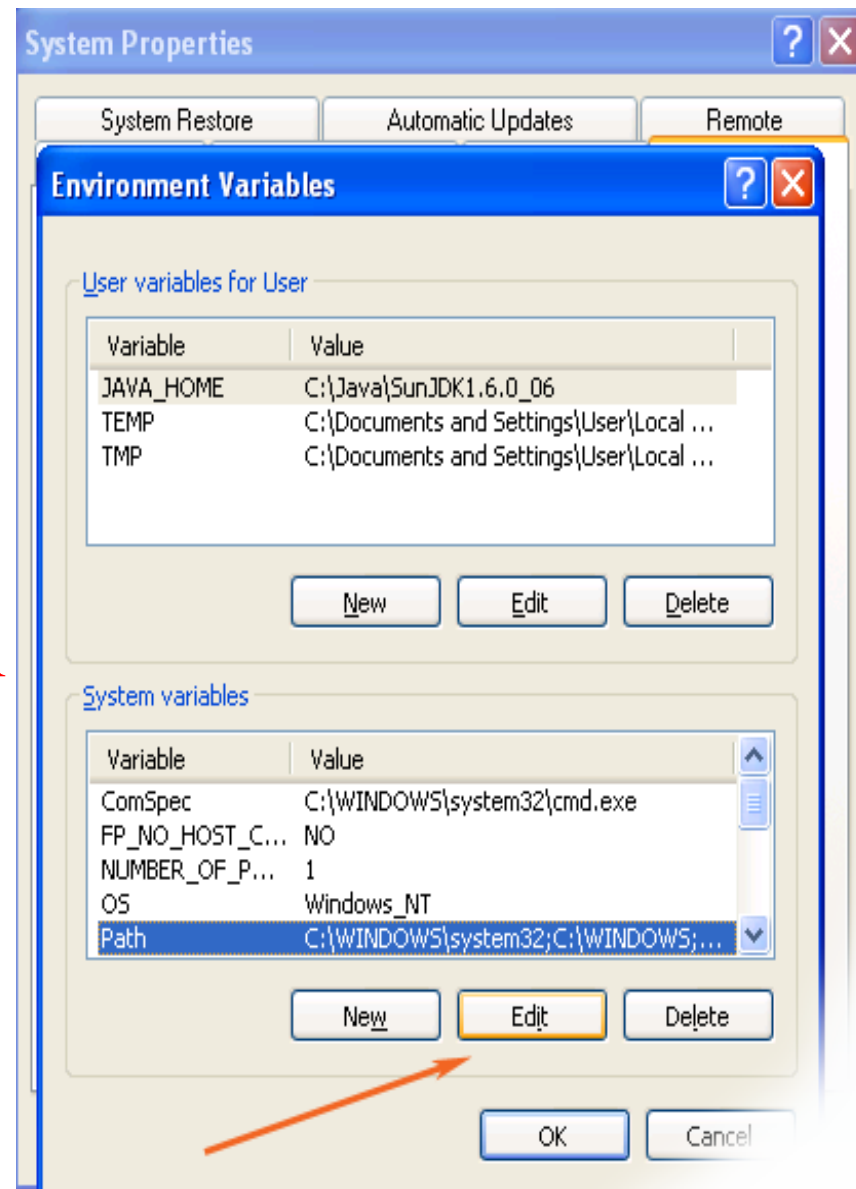 System Properties
System Restore Automatic Updates Remote
Environment Variables
User variables for User
Variable Value
JAVA_HOME C:\Java\SunJDK1.6.0_06
TEMP C:\Documents and Settings\User\Local ...
TMP C:\Documents and Settings\User\Local ...
New Edit Delete
System variables
Variable Value
ComSpec C:\WINDOWS\system32\cmd.exe
FP_NO_HOST_C... NO
NUMBER_OF_P... 1
OS Windows_NT
Path C:\WINDOWS\system32;C:\WINDOWS;...
New Edit Delete
OK Cancel